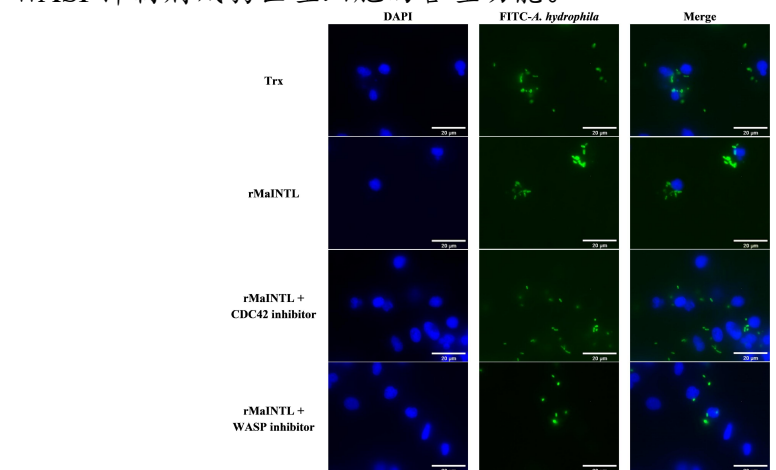 DAPI FITC-A. hydrophila Merge
Trx
20 μm 20 μm 20 μm
rMaINTL
20 μm 20 μm 20 μm
rMaINTL +
CDC42 inhibitor
20 μm 20 μm 20 μm
rMaINTL +
WASP inhibitor